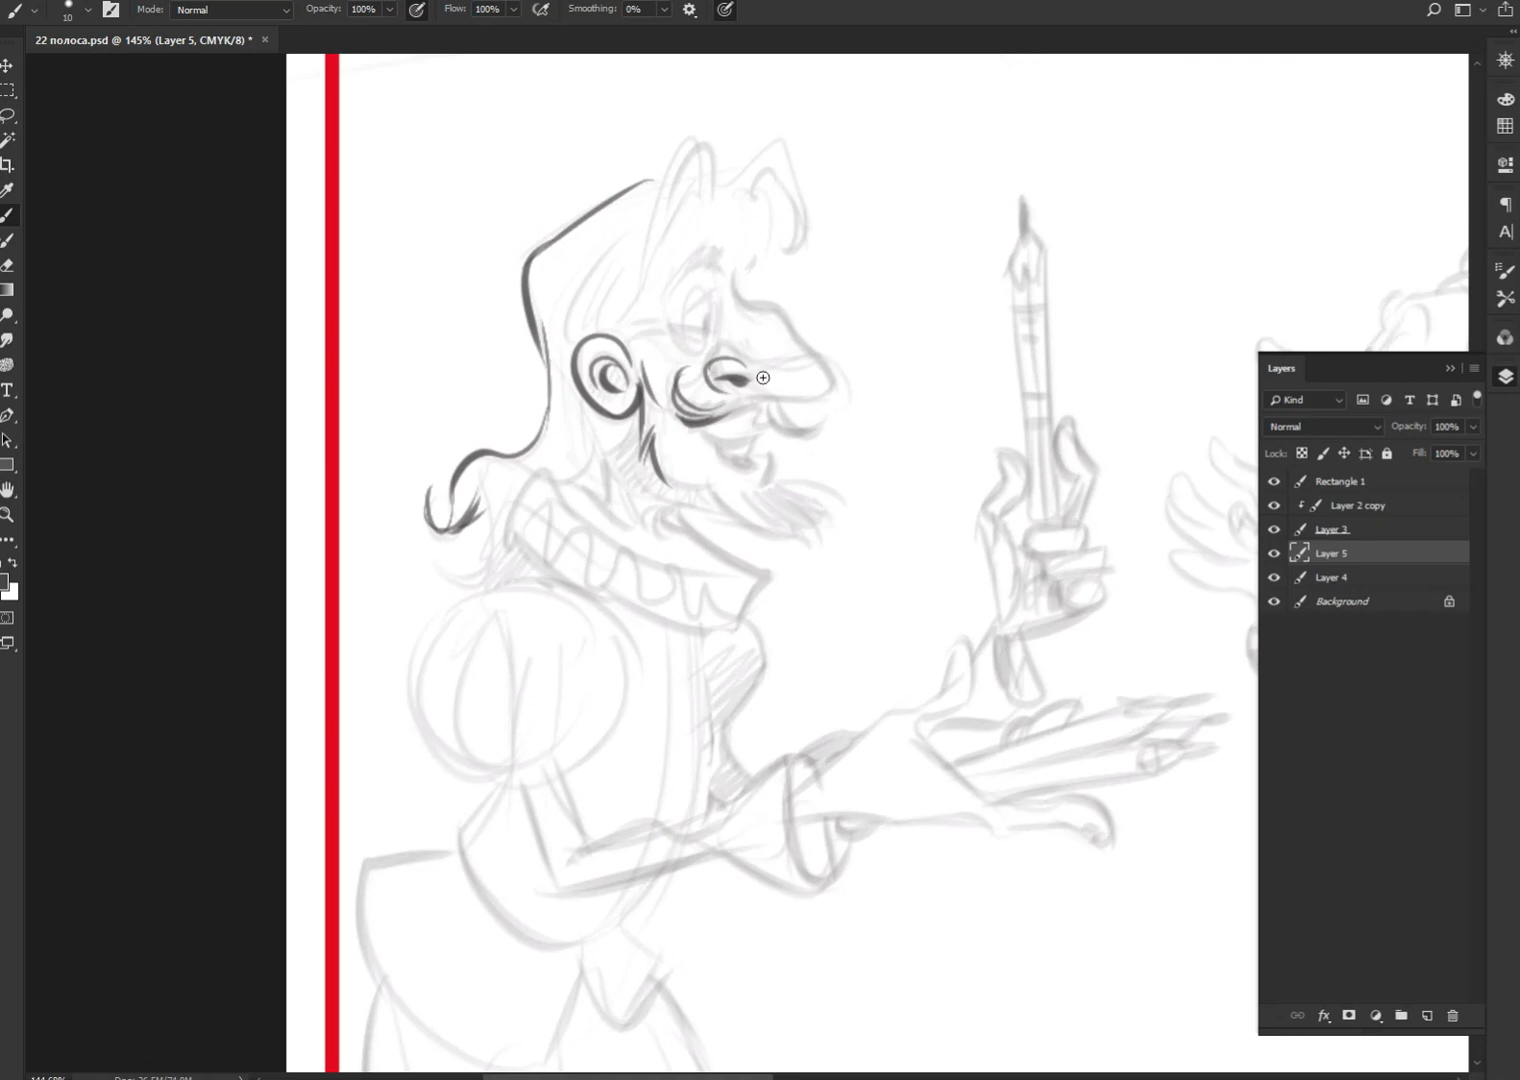 10 Mode: Normal Opacity: 100% Flow: 100% Smoothing: 0%
22 полоса.psd @ 145% (Layer 5, CMYK/8) *
Layers
Kind
Normal Opacity: 100%
Lock: Fill: 100%
Rectangle 1
Layer 2 copy
Layer 3
Layer 5
Layer 4
Background